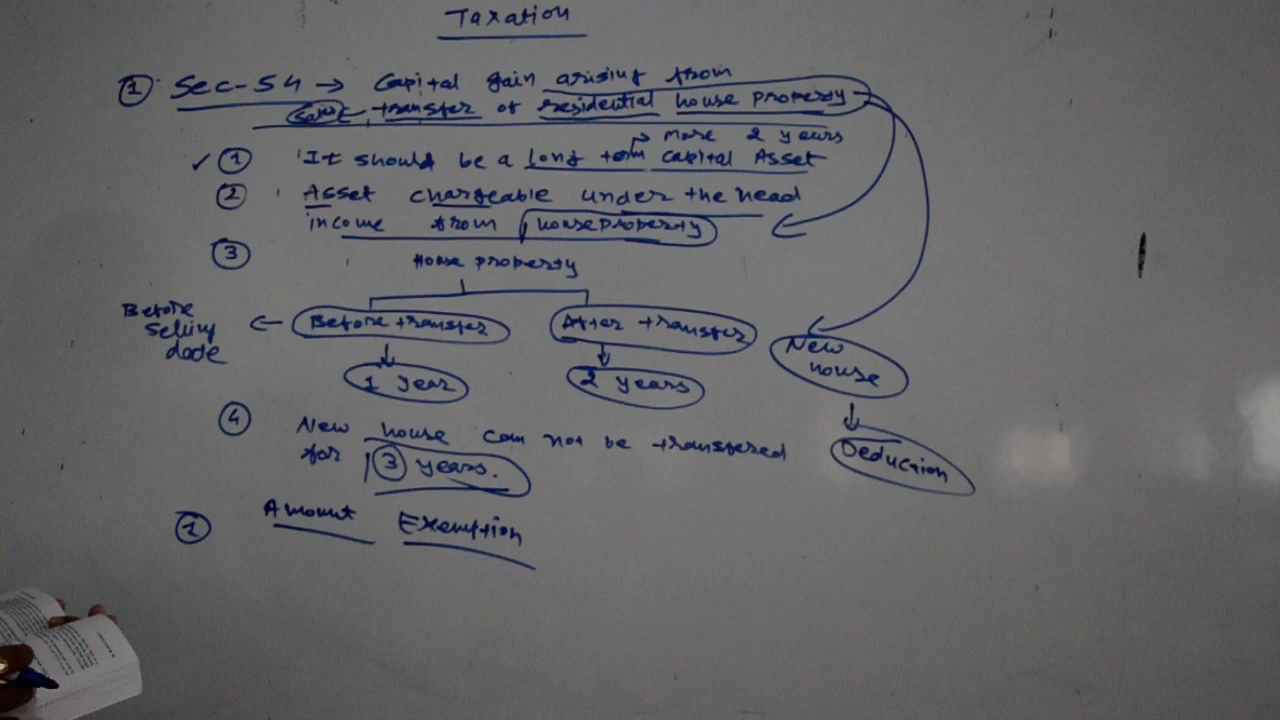 Taxation
① Sec-54 → Capital gain arising from
Sale ← transfer of residential house property
→ More 2 years
✓ ① It should be a long term capital Asset
② Asset chargeable under the head
income from house property
③
House property
Before selling date ← Before transfer After transfer New house
1 year 2 years
④ New house can not be transfered Deduction
for ③ years.
② Amount Exemption